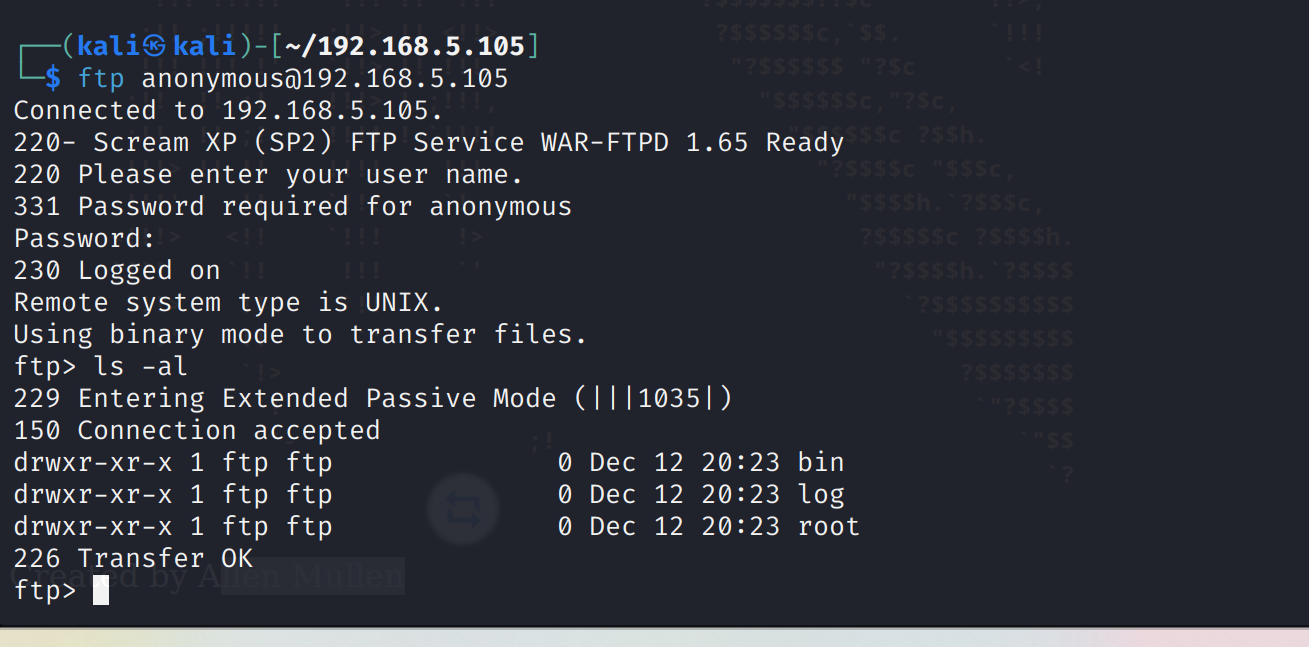 ┌──(kali㉿kali)-[~/192.168.5.105]
└─$ ftp anonymous@192.168.5.105
Connected to 192.168.5.105.
220- Scream XP (SP2) FTP Service WAR-FTPD 1.65 Ready
220 Please enter your user name.
331 Password required for anonymous
Password:
230 Logged on
Remote system type is UNIX.
Using binary mode to transfer files.
ftp> ls -al
229 Entering Extended Passive Mode (|||1035|)
150 Connection accepted
drwxr-xr-x 1 ftp ftp              0 Dec 12 20:23 bin
drwxr-xr-x 1 ftp ftp              0 Dec 12 20:23 log
drwxr-xr-x 1 ftp ftp              0 Dec 12 20:23 root
226 Transfer OK
Created by Allen Mullen
ftp>